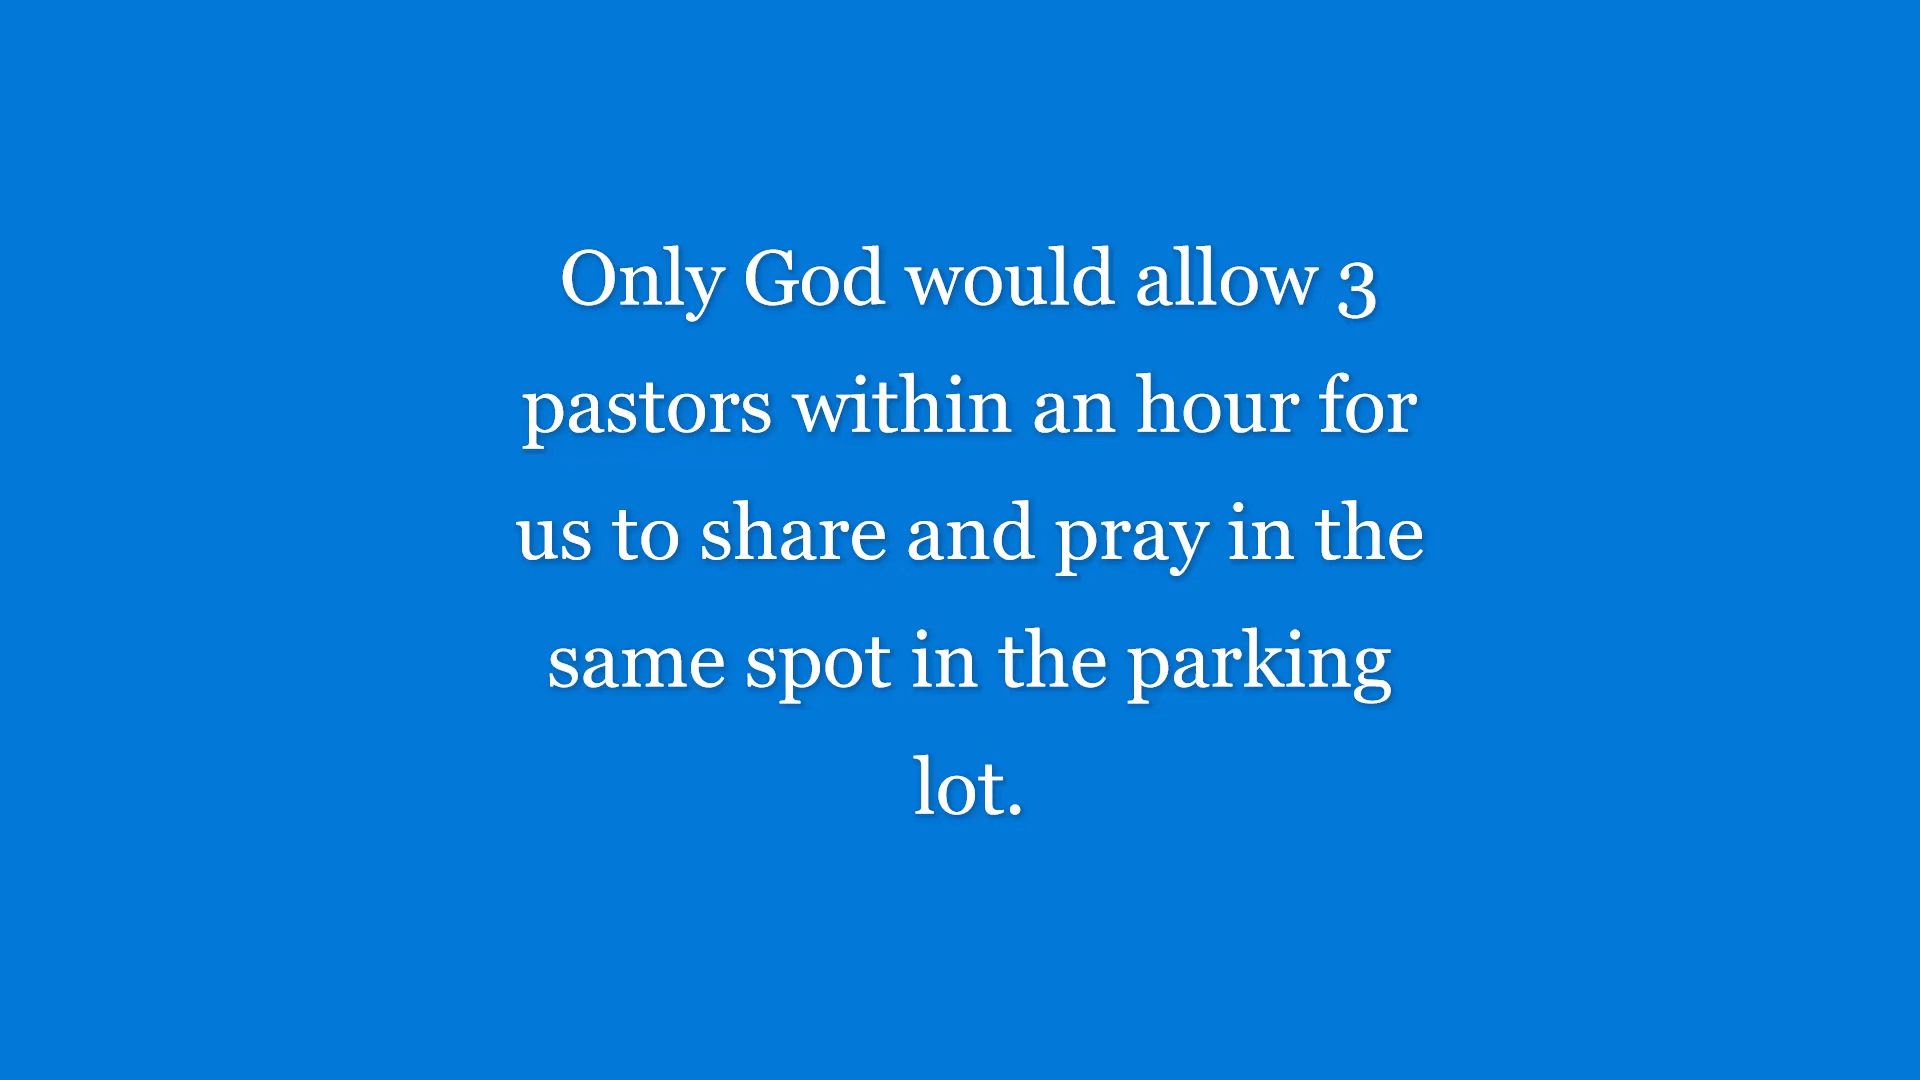 Only God would allow 3
pastors within an hour for
us to share and pray in the
same spot in the parking
lot.